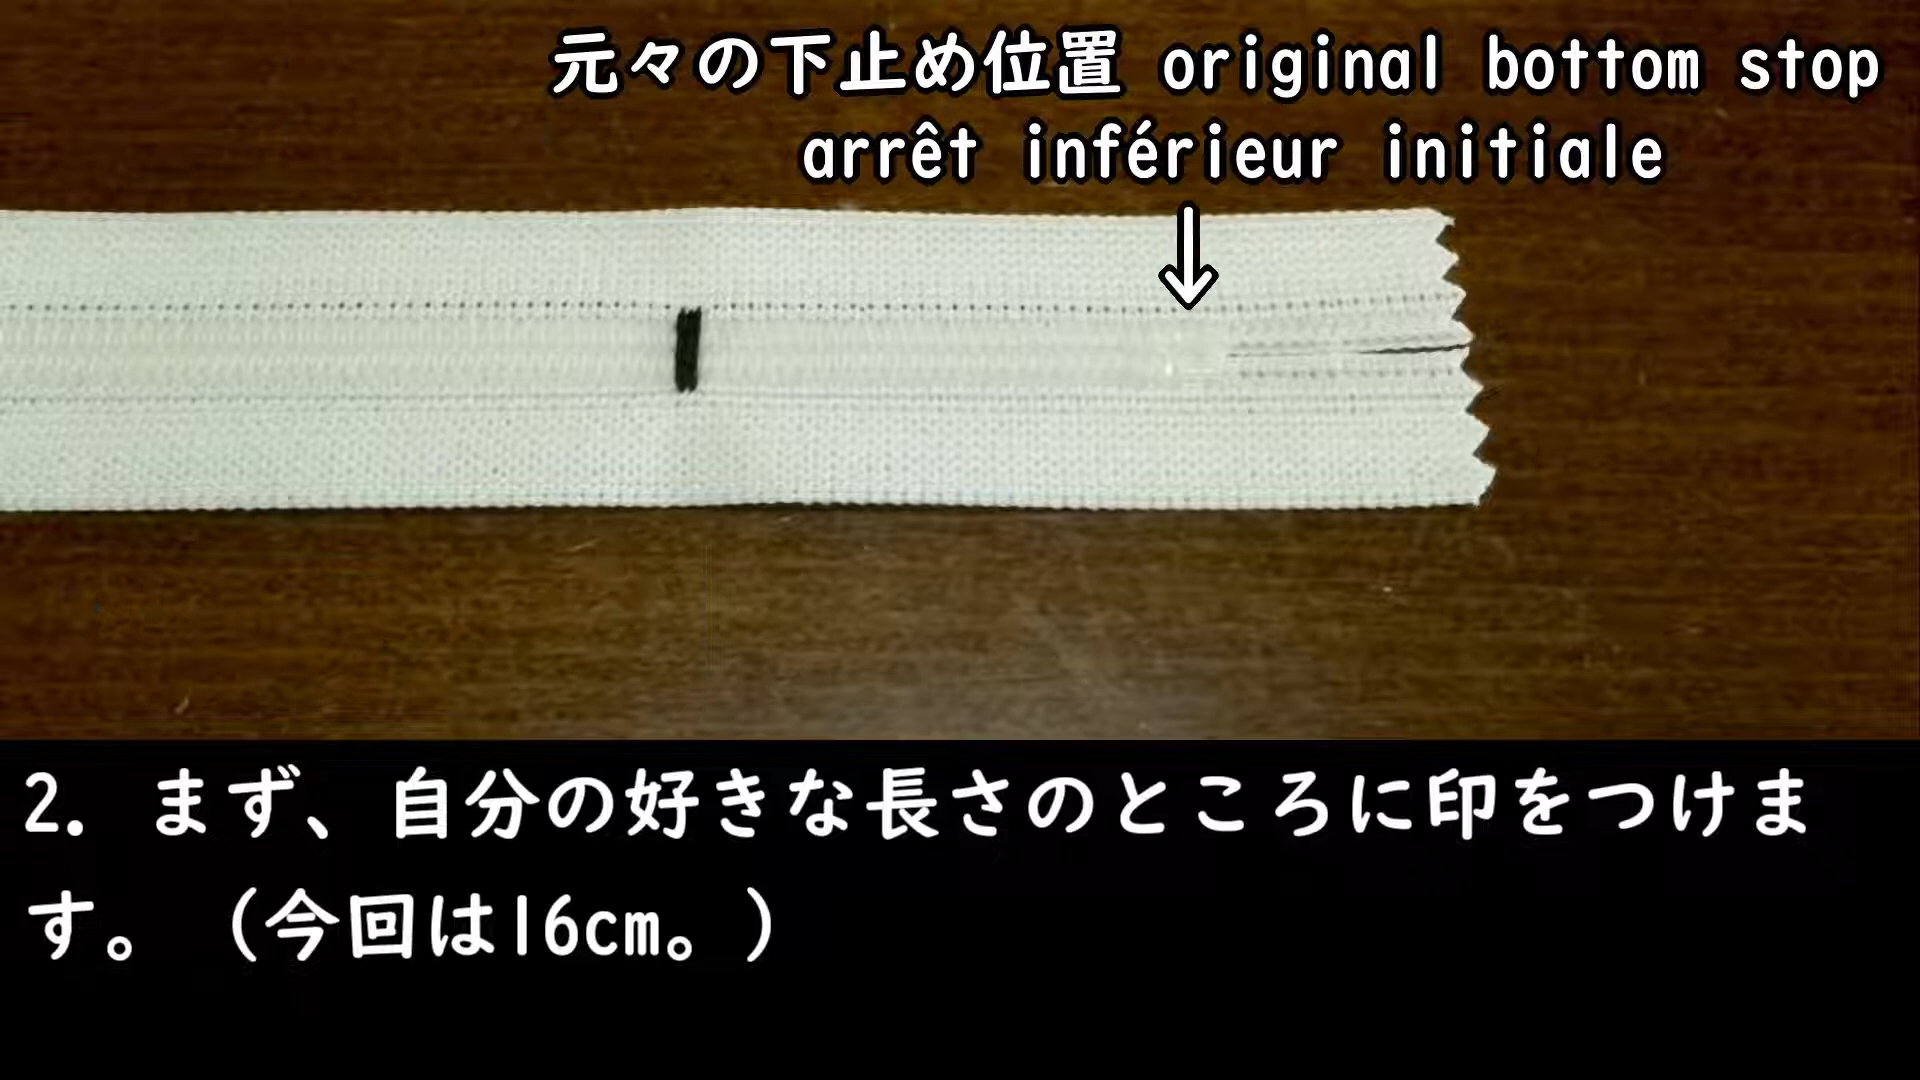 元々の下止め位置 original bottom stop
arrêt inférieur initiale
2. まず、自分の好きな長さのところに印をつけま
す。（今回は16cm。）